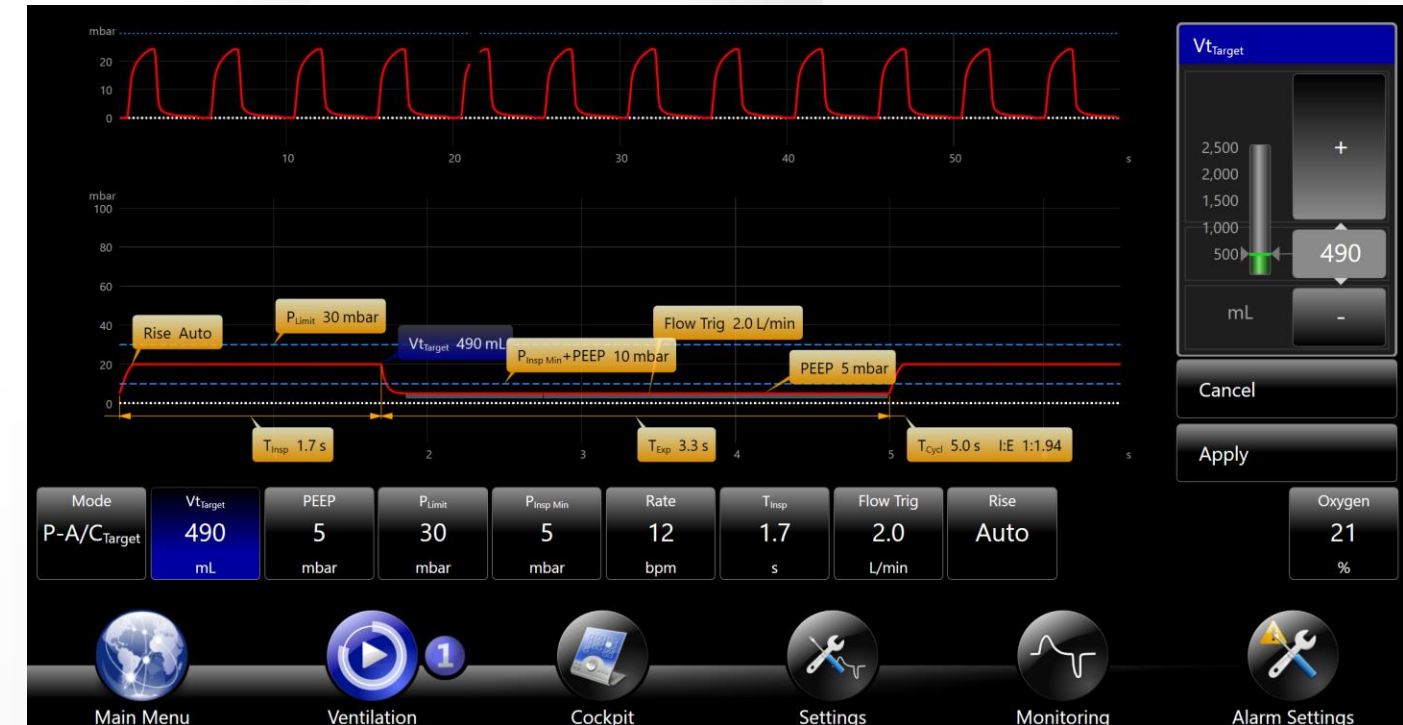 mbar
20
10
0
10 20 30 40 50 s
mbar
100
80
60
40
20
0
Rise Auto
PLimit 30 mbar
VtTarget 490 mL
Flow Trig 2.0 L/min
PInsp Min+PEEP 10 mbar
PEEP 5 mbar
TInsp 1.7 s
TExp 3.3 s
TCycl 5.0 s I:E 1:1.94
2 3 4 5 s
VtTarget
+
2,500
2,000
1,500
1,000
500
490
mL
-
Cancel
Apply
Mode
P-A/CTarget
VtTarget
490
mL
PEEP
5
mbar
PLimit
30
mbar
PInsp Min
5
mbar
Rate
12
bpm
TInsp
1.7
s
Flow Trig
2.0
L/min
Rise
Auto
Oxygen
21
%
1
Main Menu
Ventilation
Cockpit
Settings
Monitoring
Alarm Settings